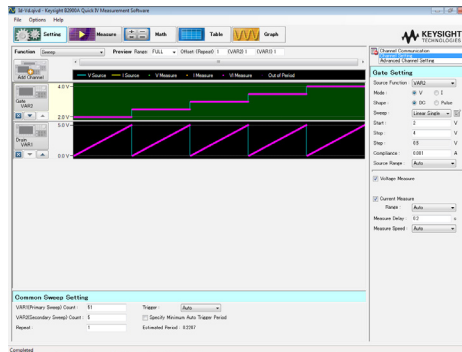 Id-Vd.qivd - Keysight B2900A Quick IV Measurement Software
File Options Help
Setting Measure Math Table Graph
KEYSIGHT
TECHNOLOGIES
Function Sweep Preview Range: FULL Offset (Repeat): 1 (VAR2) 1 (VAR1) 1
Add Channel
V Source I Source V Measure I Measure VI Measure Out of Period
4.0 V
Gate
VAR2
2.0 V
5.0 V
Drain
VAR1
0.0 V
Channel Communication
Channel Setting
Advanced Channel Setting
Gate Setting
Source Function: VAR2
Mode: V I
Shape: DC Pulse
Sweep: Linear Single
Start: 2 V
Stop: 4 V
Step: 0.5 V
Compliance: 0.001 A
Source Range: Auto
Voltage Measure
Current Measure
Range: Auto
Measure Delay: s
Measure Speed: Auto
Common Sweep Setting
VAR1(Primary Sweep) Count: 51 Trigger: Auto
VAR2(Secondary Sweep) Count: 5 Specify Minimum Auto Trigger Period
Repeat: 1 Estimated Period:
Completed